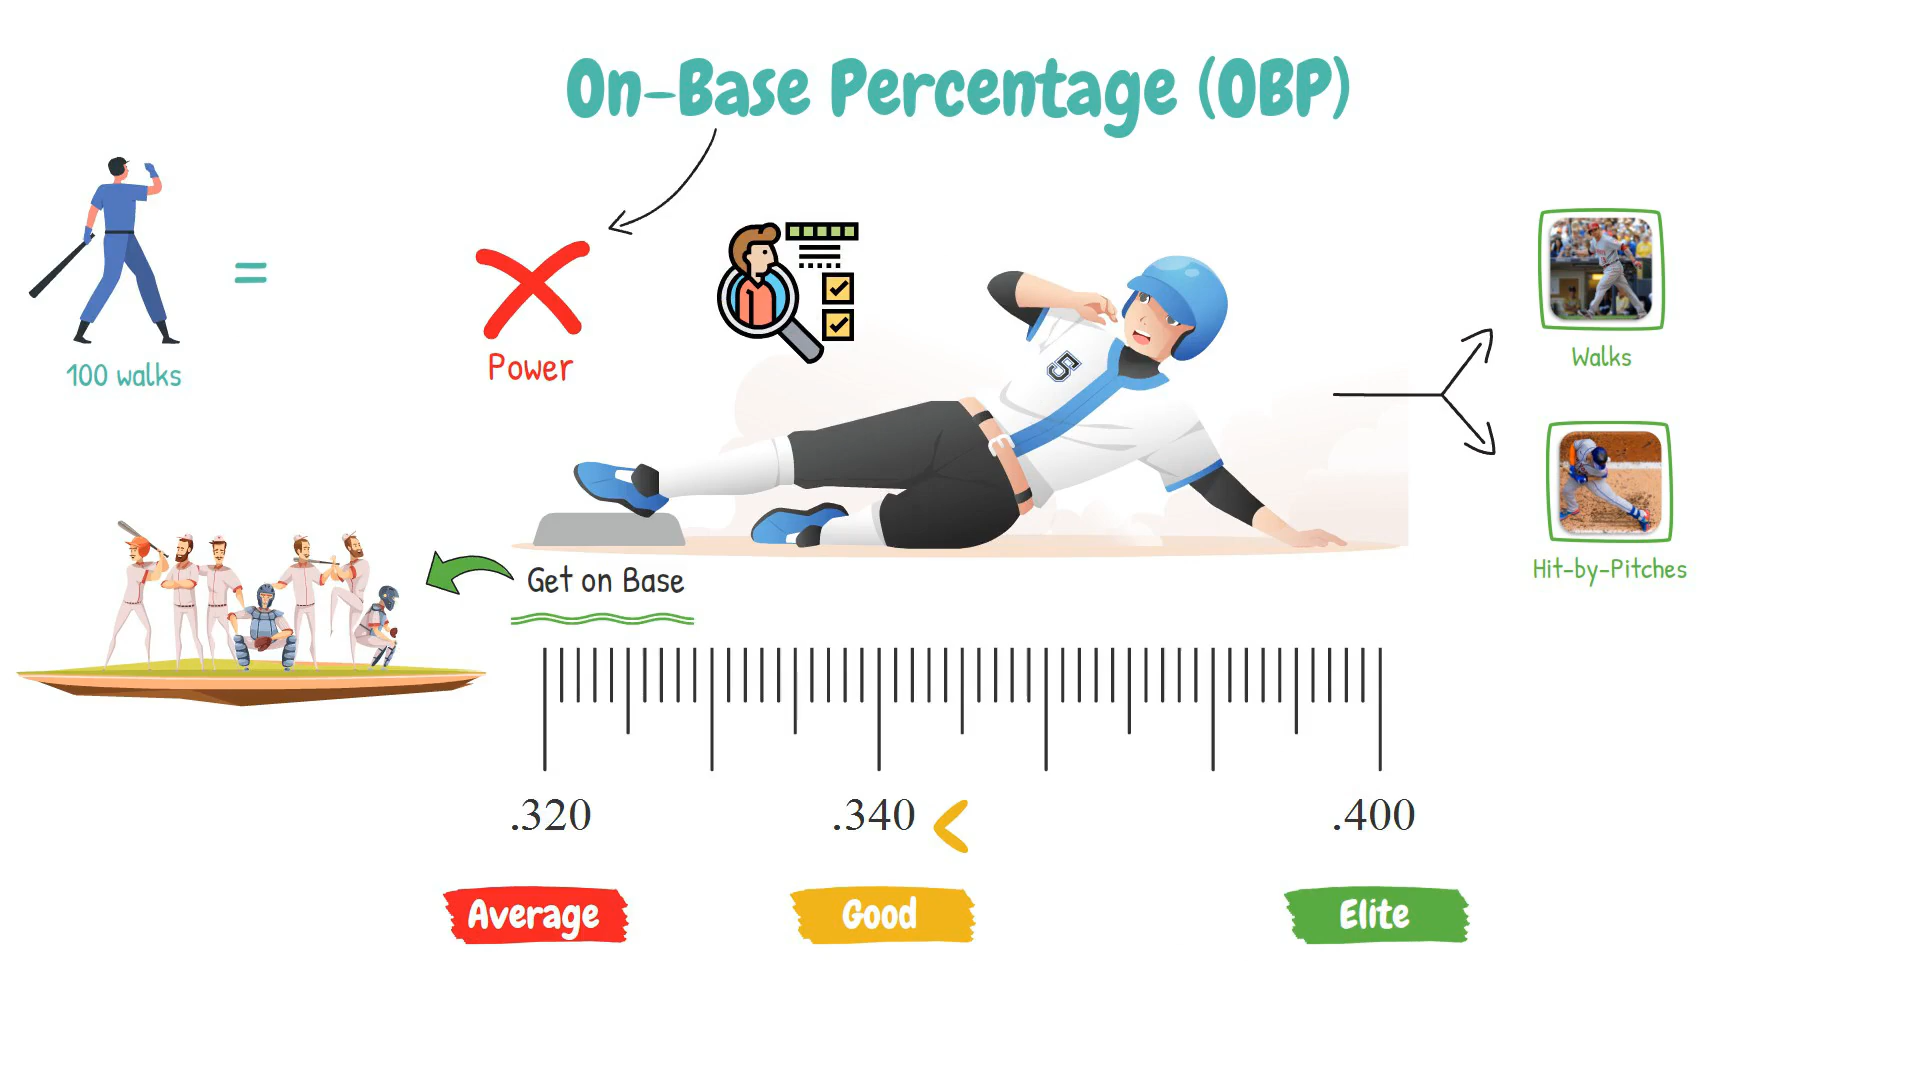 On-Base Percentage (OBP)
100 walks
=
Power
5
Walks
Hit-by-Pitches
Get on Base
.320
.340 <
.400
Average
Good
Elite